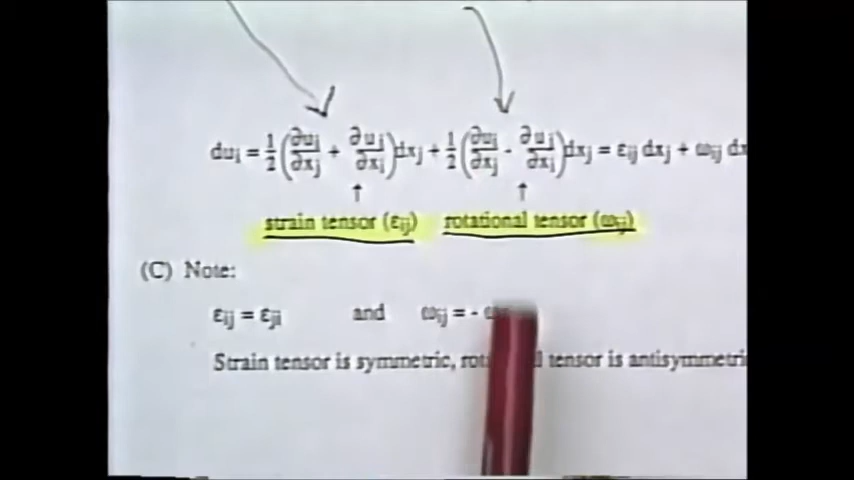 du_i = 1/2(∂u_i/∂x_j + ∂u_j/∂x_i)dx_j + 1/2(∂u_i/∂x_j - ∂u_j/∂x_i)dx_j = ε_ij dx_j + ω_ij
strain tensor (ε_ij) rotational tensor (ω_ij)
(C) Note:
ε_ij = ε_ji and ω_ij = -
Strain tensor is symmetric, tensor is